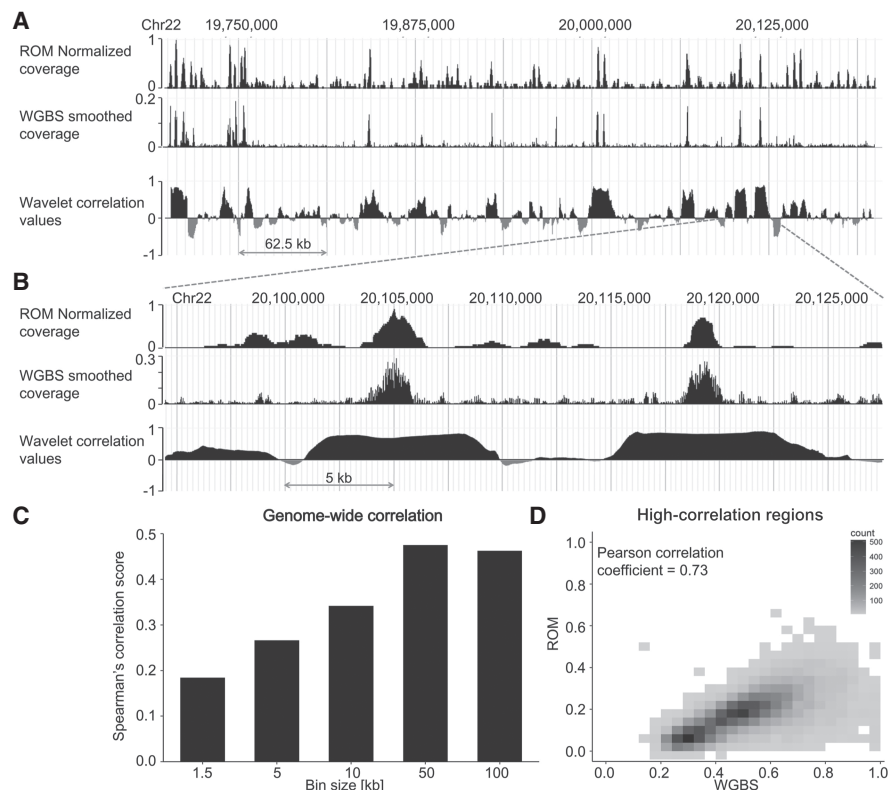 A
Chr22 19,750,000 19,875,000 20,000,000 20,125,000
ROM Normalized
coverage
1
0
WGBS smoothed
coverage
0.2
0
Wavelet correlation
values
1
0
-1
62.5 kb
B
Chr22 20,100,000 20,105,000 20,110,000 20,115,000 20,120,000 20,125,000
ROM Normalized
coverage
1
0
WGBS smoothed
coverage
0.3
0
Wavelet correlation
values
1
0
-1
5 kb
C
Genome-wide correlation
Spearman's correlation score
0.5
0.4
0.3
0.2
0.1
0.0
1.5 5 10 50 100
Bin size [kb]
D
High-correlation regions
Pearson correlation
coefficient = 0.73
count
500
400
300
200
100
ROM
1.0
0.8
0.6
0.4
0.2
0.0
0.0 0.2 0.4 0.6 0.8 1.0
WGBS